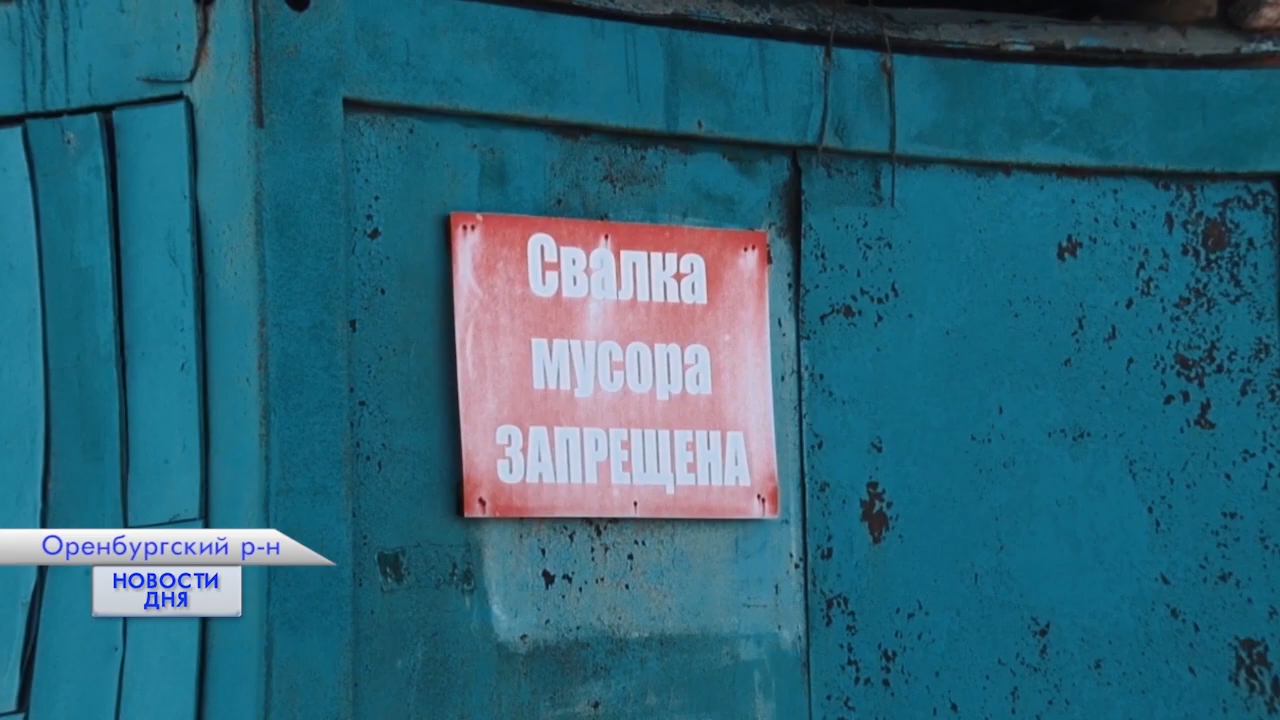 Свалка
мусора
ЗАПРЕЩЕНА
Оренбургский р-н
НОВОСТИ
ДНЯ